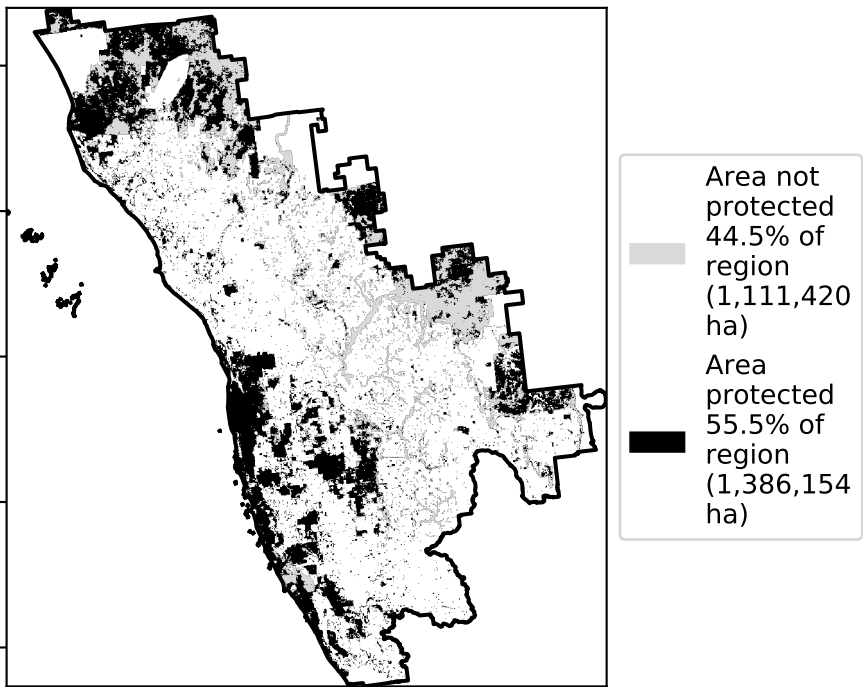 Area not
protected
44.5% of
region
(1,111,420
ha)
Area
protected
55.5% of
region
(1,386,154
ha)